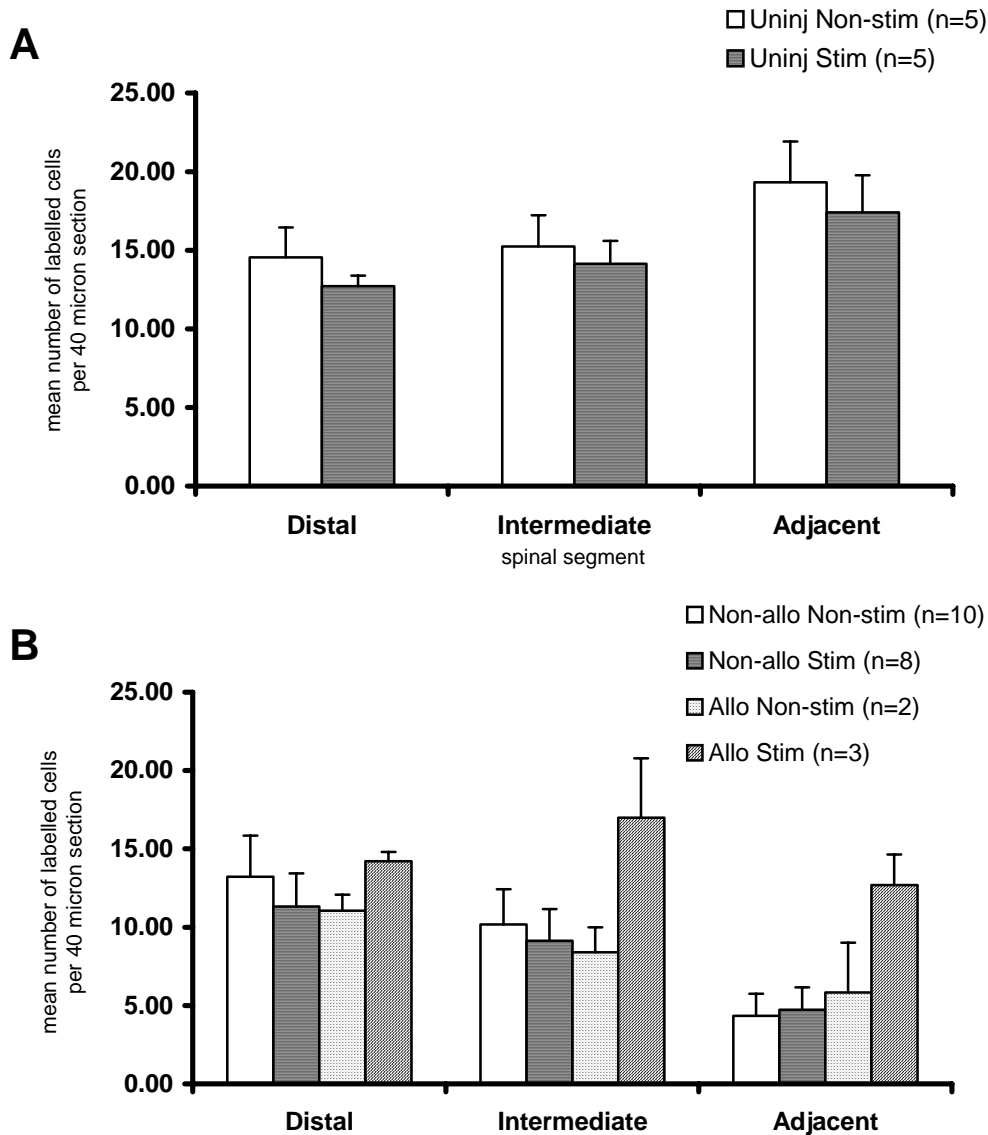 A
Uninj Non-stim (n=5)
Uninj Stim (n=5)
mean number of labelled cells
per 40 micron section
25.00
20.00
15.00
10.00
5.00
0.00
Distal
Intermediate
Adjacent
spinal segment
B
Non-allo Non-stim (n=10)
Non-allo Stim (n=8)
Allo Non-stim (n=2)
Allo Stim (n=3)
mean number of labelled cells
per 40 micron section
25.00
20.00
15.00
10.00
5.00
0.00
Distal
Intermediate
Adjacent